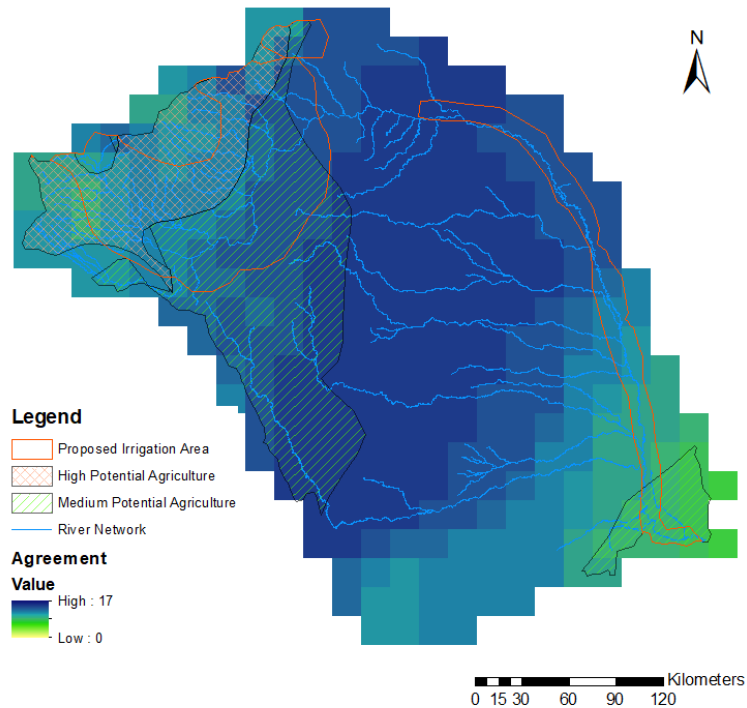 N
Legend
Proposed Irrigation Area
High Potential Agriculture
Medium Potential Agriculture
River Network
Agreement
Value
High : 17
Low : 0
Kilometers
0 15 30 60 90 120